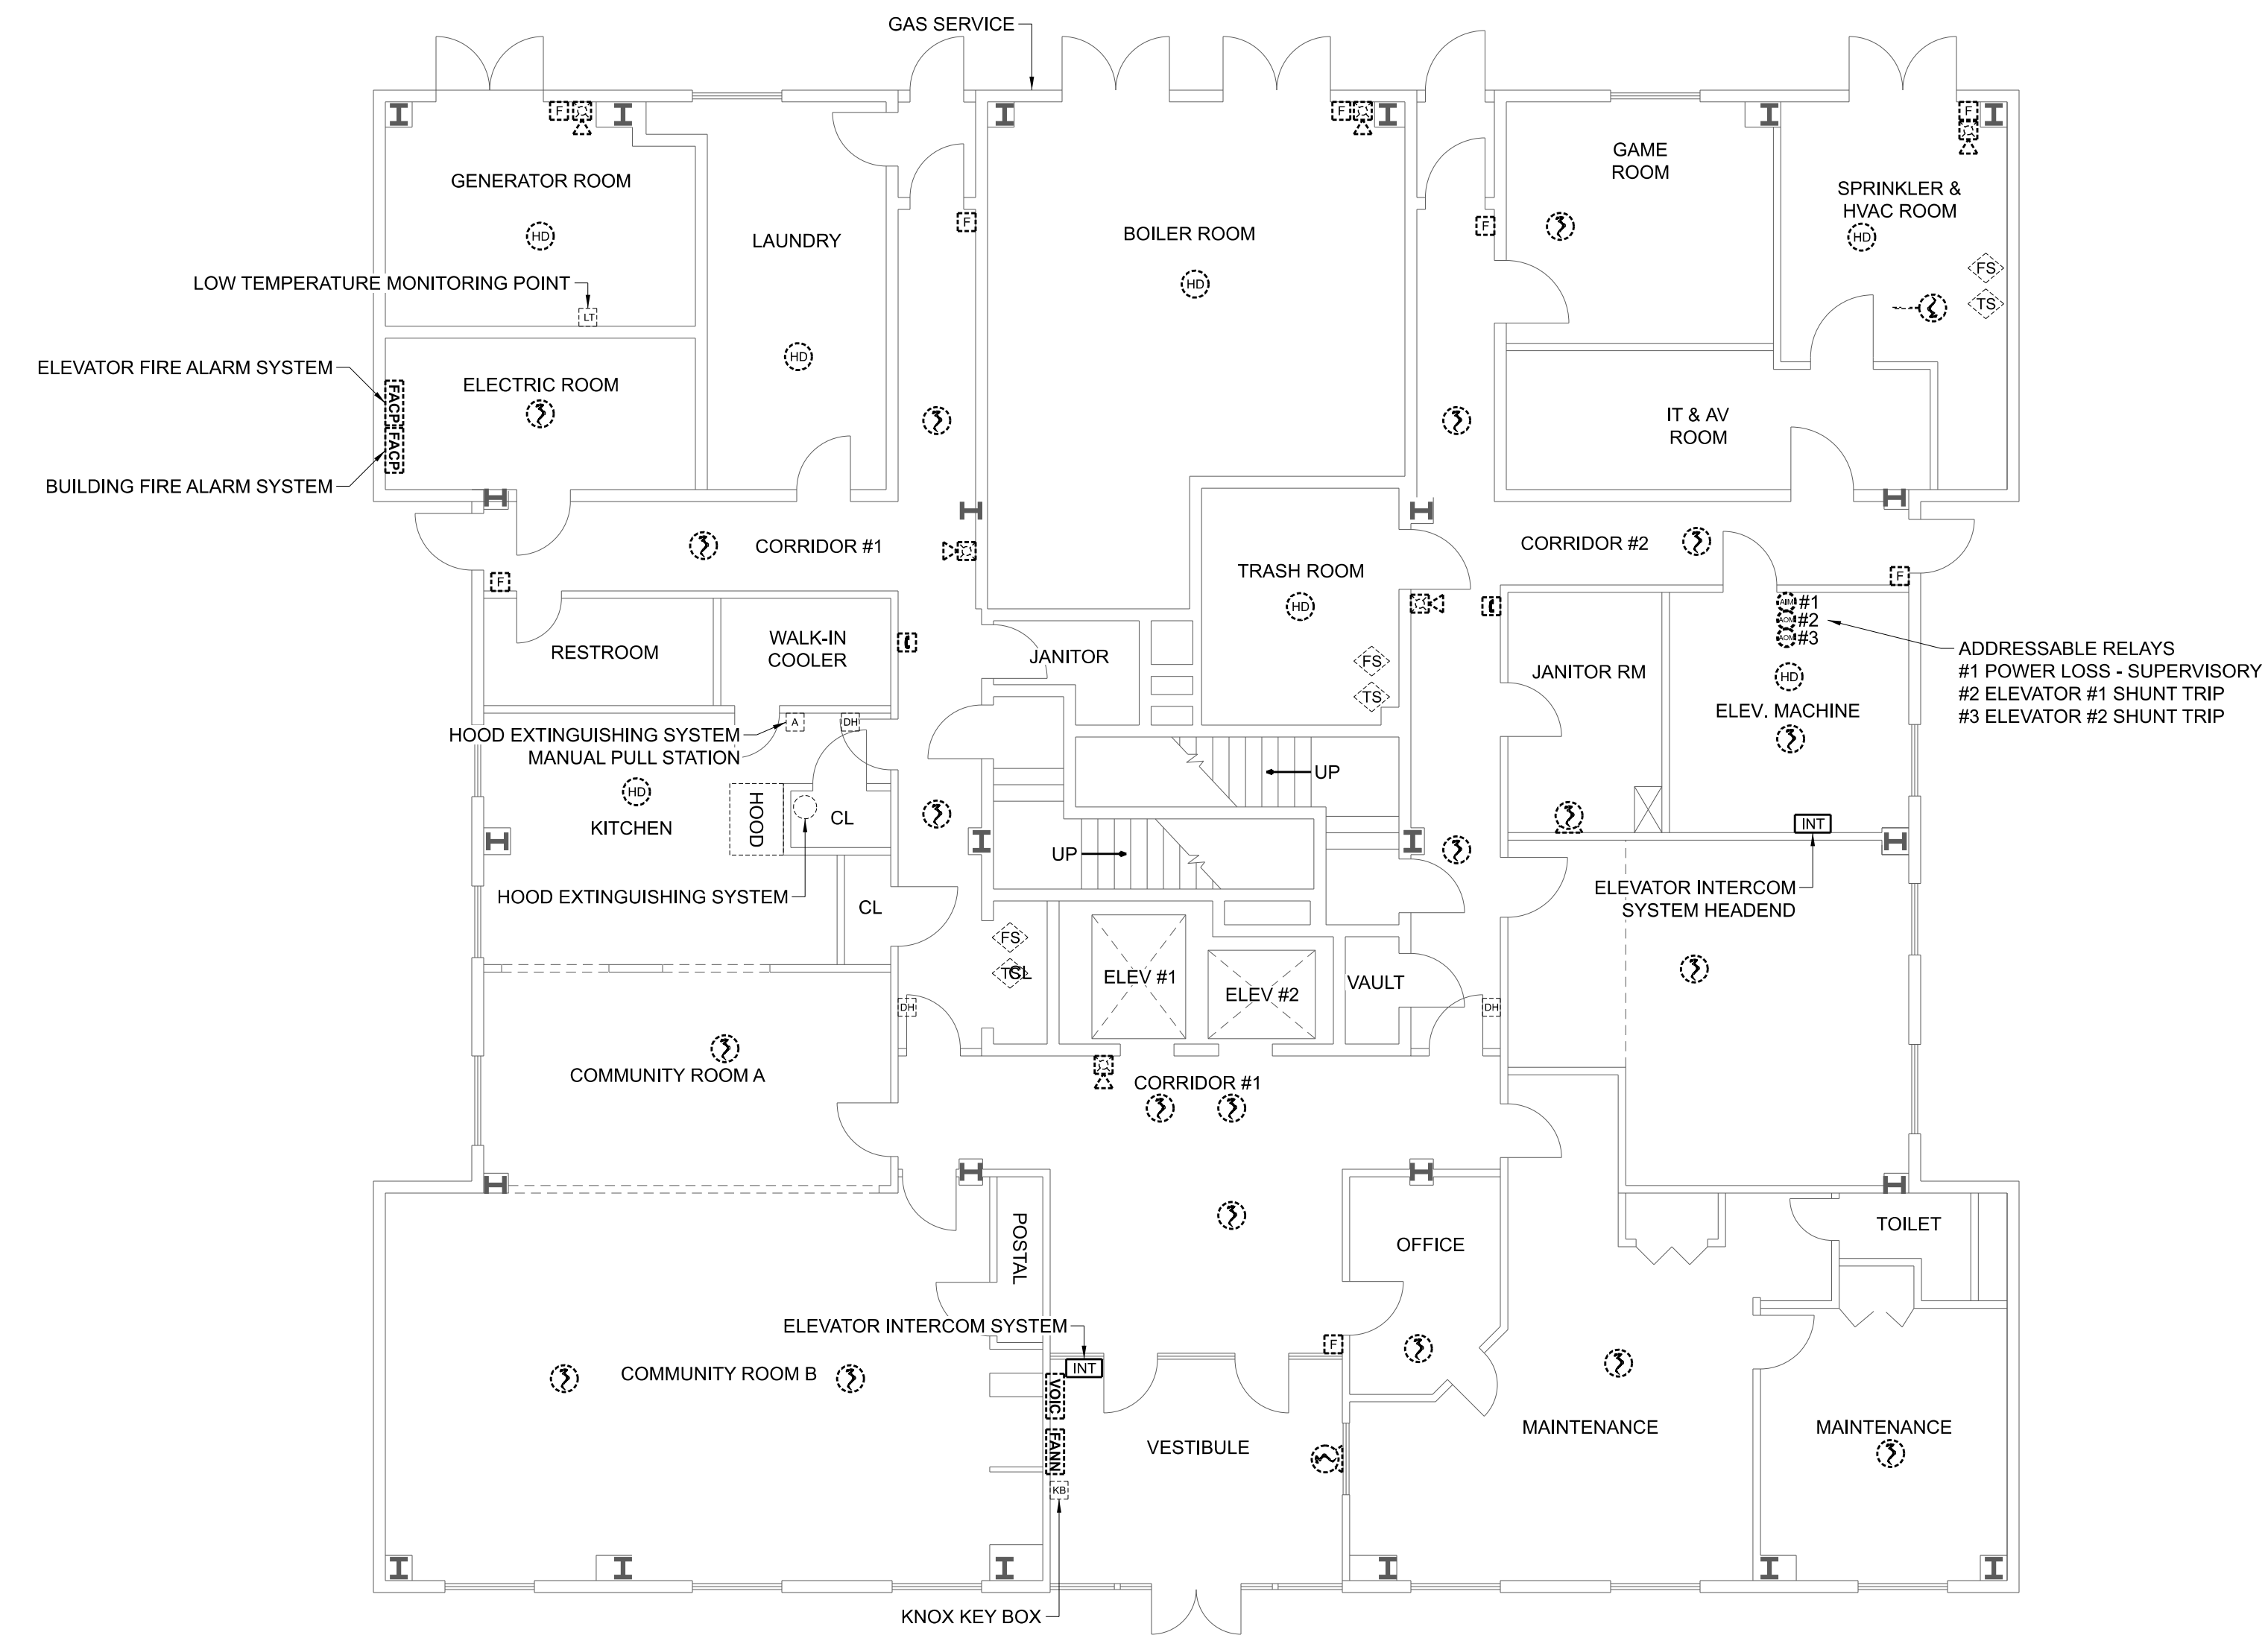 GAS SERVICE
F
F
F
GAME
ROOM
GENERATOR ROOM
SPRINKLER &
HVAC ROOM
F
F
BOILER ROOM
LAUNDRY
HD
HD
FS
LOW TEMPERATURE MONITORING POINT
HD
TS
LT
HD
ELEVATOR FIRE ALARM SYSTEM
FACP
ELECTRIC ROOM
IT & AV
ROOM
FACP
BUILDING FIRE ALARM SYSTEM
CORRIDOR #1
CORRIDOR #2
TRASH ROOM
F
F
HD
AIM #1
AOM #2
AOM #3
RESTROOM
WALK-IN
COOLER
JANITOR
FS
TS
JANITOR RM
HD
ELEV. MACHINE
ADDRESSABLE RELAYS
#1 POWER LOSS - SUPERVISORY
#2 ELEVATOR #1 SHUNT TRIP
#3 ELEVATOR #2 SHUNT TRIP
A
DH
HOOD EXTINGUISHING SYSTEM
MANUAL PULL STATION
UP
HD
HOOD
CL
KITCHEN
INT
UP
HOOD EXTINGUISHING SYSTEM
CL
ELEVATOR INTERCOM
SYSTEM HEADEND
FS
TS
CL
ELEV #1
ELEV #2
VAULT
DH
DH
COMMUNITY ROOM A
CORRIDOR #1
POSTAL
OFFICE
TOILET
ELEVATOR INTERCOM SYSTEM
F
INT
COMMUNITY ROOM B
VOIC
MAINTENANCE
MAINTENANCE
FANN
VESTIBULE
KB
KNOX KEY BOX